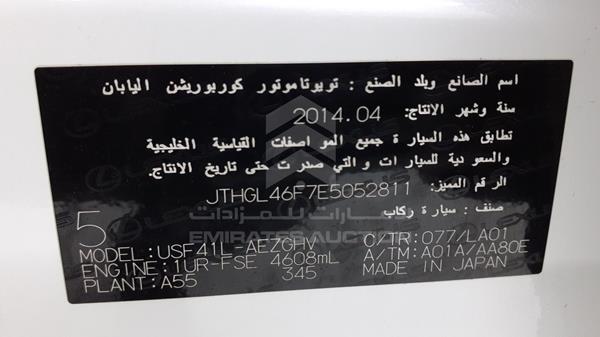 اسم الصانع وبلد الصنع : تويوتاموتور كوربوريشن اليابان
سنة وشهر الانتاج: 2014.04
تطابق هذه السيارة جميع المواصفات القياسية الخليجية
والسعودية للسيارات والتي صدرت حتى تاريخ الانتاج.
الرقم المميز: JTHGL46F7E5052811
صنف : سيارة ركاب
5
MODEL:USF41L-AEZGHV C/TR:077/LA01
ENGINE:1UR-FSE 4608mL A/TM:A01A/AA80E
PLANT:A55 345 MADE IN JAPAN
الإمارات للمزادات
EMIRATES AUCTION